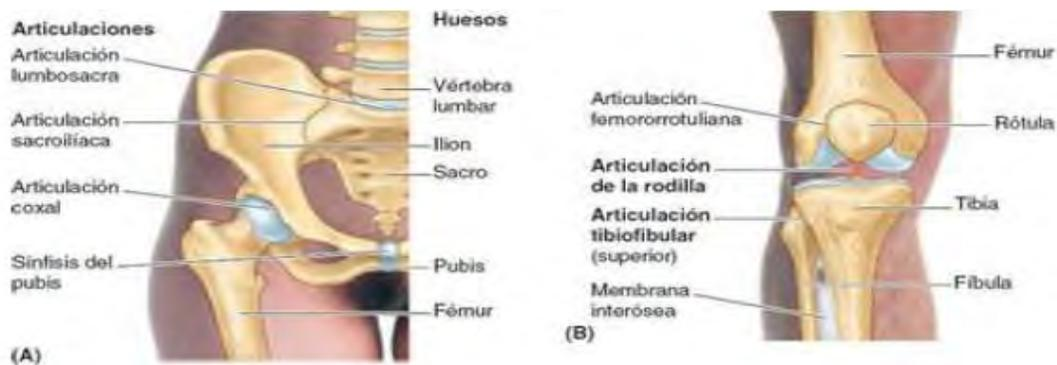 Articulaciones
Articulación
lumbosacra
Articulación
sacroilíaca
Articulación
coxal
Sínfisis del
pubis
(A)
Huesos
Vértebra
lumbar
Ilion
Sacro
Pubis
Fémur
Articulación
femororrotuliana
Articulación
de la rodilla
Articulación
tibiofibular
(superior)
Membrana
interósea
(B)
Fémur
Rótula
Tibia
Fíbula